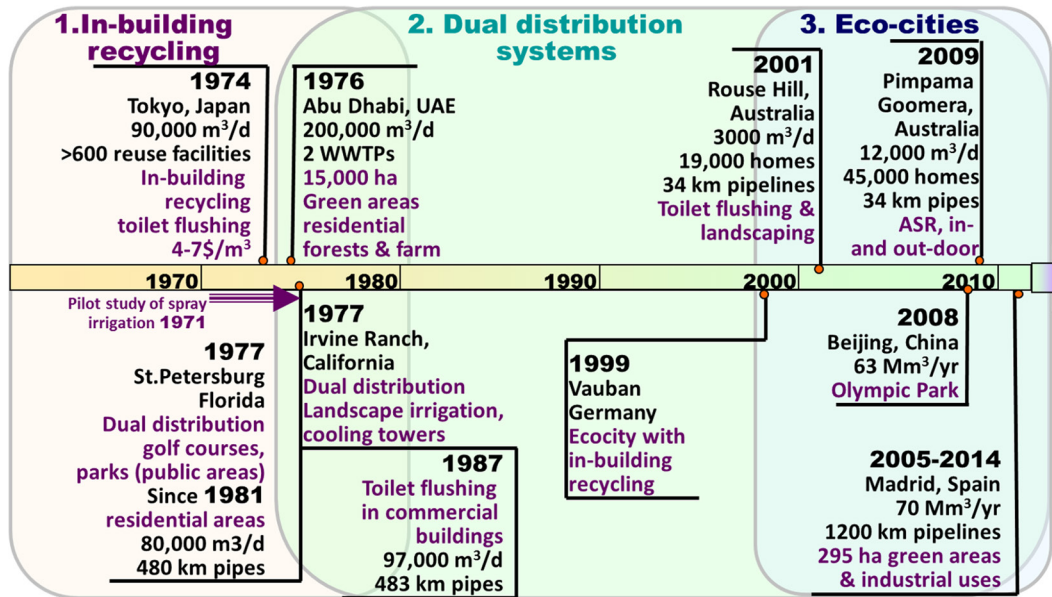 1.In-building
recycling
2. Dual distribution
systems
3. Eco-cities
1974
Tokyo, Japan
90,000 m³/d
>600 reuse facilities
In-building
recycling
toilet flushing
4-7$/m³
1976
Abu Dhabi, UAE
200,000 m³/d
2 WWTPs
15,000 ha
Green areas
residential
forests & farm
2001
Rouse Hill,
Australia
3000 m³/d
19,000 homes
34 km pipelines
Toilet flushing &
landscaping
2009
Pimpama
Goomera,
Australia
12,000 m³/d
45,000 homes
34 km pipes
ASR, in-
and out-door
1970
1980
1990
2000
2010
Pilot study of spray
irrigation 1971
1977
St.Petersburg
Florida
Dual distribution
golf courses,
parks (public areas)
Since 1981
residential areas
80,000 m3/d
480 km pipes
1977
Irvine Ranch,
California
Dual distribution
Landscape irrigation,
cooling towers
1987
Toilet flushing
in commercial
buildings
97,000 m³/d
483 km pipes
1999
Vauban
Germany
Ecocity with
in-building
recycling
2008
Beijing, China
63 Mm³/yr
Olympic Park
2005-2014
Madrid, Spain
70 Mm³/yr
1200 km pipelines
295 ha green areas
& industrial uses